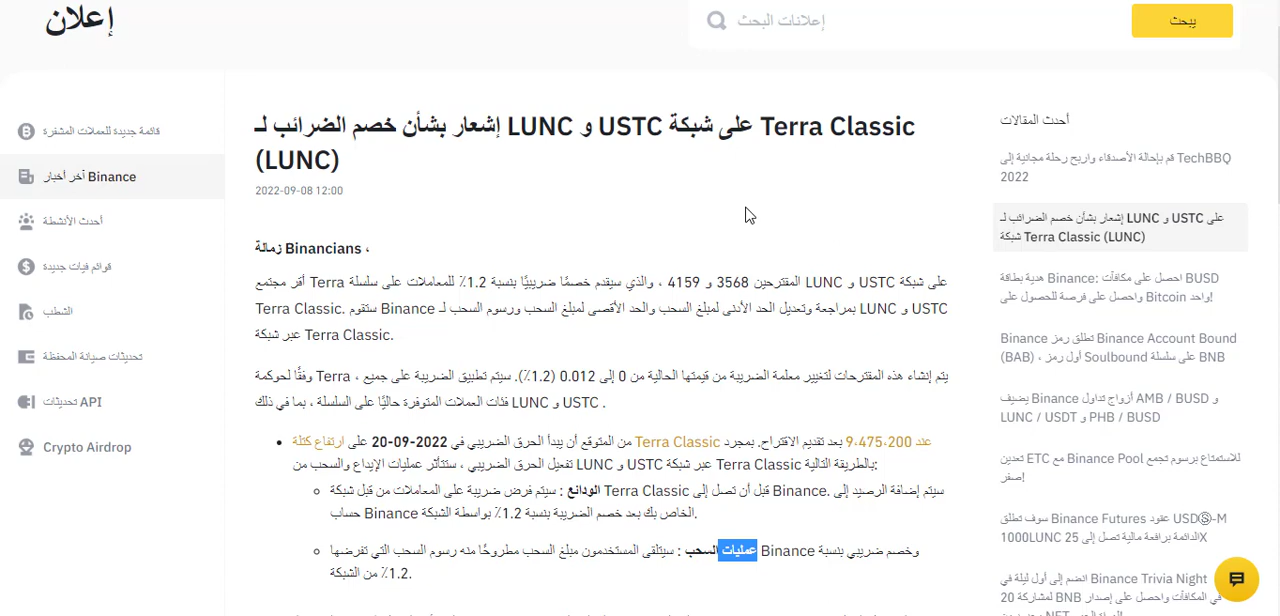 إعلان
إعلانات البحث
يبحث
قائمة جديدة للعملات المشفرة
آخر أخبار Binance
أحدث الأنشطة
قوائم فيات جديدة
الشطب
تحديثات صيانة المحفظة
تحديثات API
Crypto Airdrop
إشعار بشأن خصم الضرائب لـ LUNC و USTC على شبكة Terra Classic
(LUNC)
2022-09-08 12:00
زمالة Binancians ،
أقر مجتمع Terra المقترحين 3568 و 4159 ، والذي سيقدم خصمًا ضريبيًا بنسبة 1.2٪ للمعاملات على سلسلة LUNC و USTC على شبكة
Terra Classic. ستقوم Binance بمراجعة وتعديل الحد الأدنى لمبلغ السحب والحد الأقصى لمبلغ السحب ورسوم السحب لـ LUNC و USTC
عبر شبكة Terra Classic.
وفقًا لحوكمة Terra ، يتم إنشاء هذه المقترحات لتغيير معلمة الضريبة من قيمتها الحالية من 0 إلى 0.012 (1.2٪). سيتم تطبيق الضريبة على جميع
فئات العملات المتوفرة حاليًا على السلسلة ، بما في ذلك LUNC و USTC .
• من المتوقع أن يبدأ الحرق الضريبي في 2022-09-20 على ارتفاع كتلة Terra Classic عند 9،475،200 بعد تقديم الاقتراح. بمجرد
تفعيل الحرق الضريبي ، ستتأثر عمليات الإيداع والسحب من LUNC و USTC عبر شبكة Terra Classic بالطريقة التالية:
○ الودائع : سيتم فرض ضريبة على المعاملات من قبل شبكة Terra Classic قبل أن تصل إلى Binance. سيتم إضافة الرصيد إلى
حساب Binance الخاص بك بعد خصم الضريبة بنسبة 1.2٪ بواسطة الشبكة.
○ عمليات السحب : سيتلقى المستخدمون مبلغ السحب مطروحًا منه رسوم السحب التي تفرضها Binance وخصم ضريبي بنسبة
1.2٪ من الشبكة.
أحدث المقالات
قم بإحالة الأصدقاء واربح رحلة مجانية إلى TechBBQ
2022
إشعار بشأن خصم الضرائب لـ LUNC و USTC على
شبكة Terra Classic (LUNC)
هدية بطاقة Binance: احصل على مكافآت BUSD
واحصل على فرصة للحصول على Bitcoin واحد!
تطلق رمز Binance Binance Account Bound
(BAB) ، أول رمز Soulbound على سلسلة BNB
يضيف Binance أزواج تداول AMB / BUSD و
LUNC / USDT و PHB / BUSD
تعدين ETC مع Binance Pool للاستمتاع برسوم تجمع
صفر!
سوف تطلق Binance Futures عقود USDⓈ-M
1000LUNC الدائمة برافعة مالية تصل إلى 25X
انضم إلى أول ليلة في Binance Trivia Night
لمشاركة 20 BNB في المكافآت واحصل على إصدار
NFT